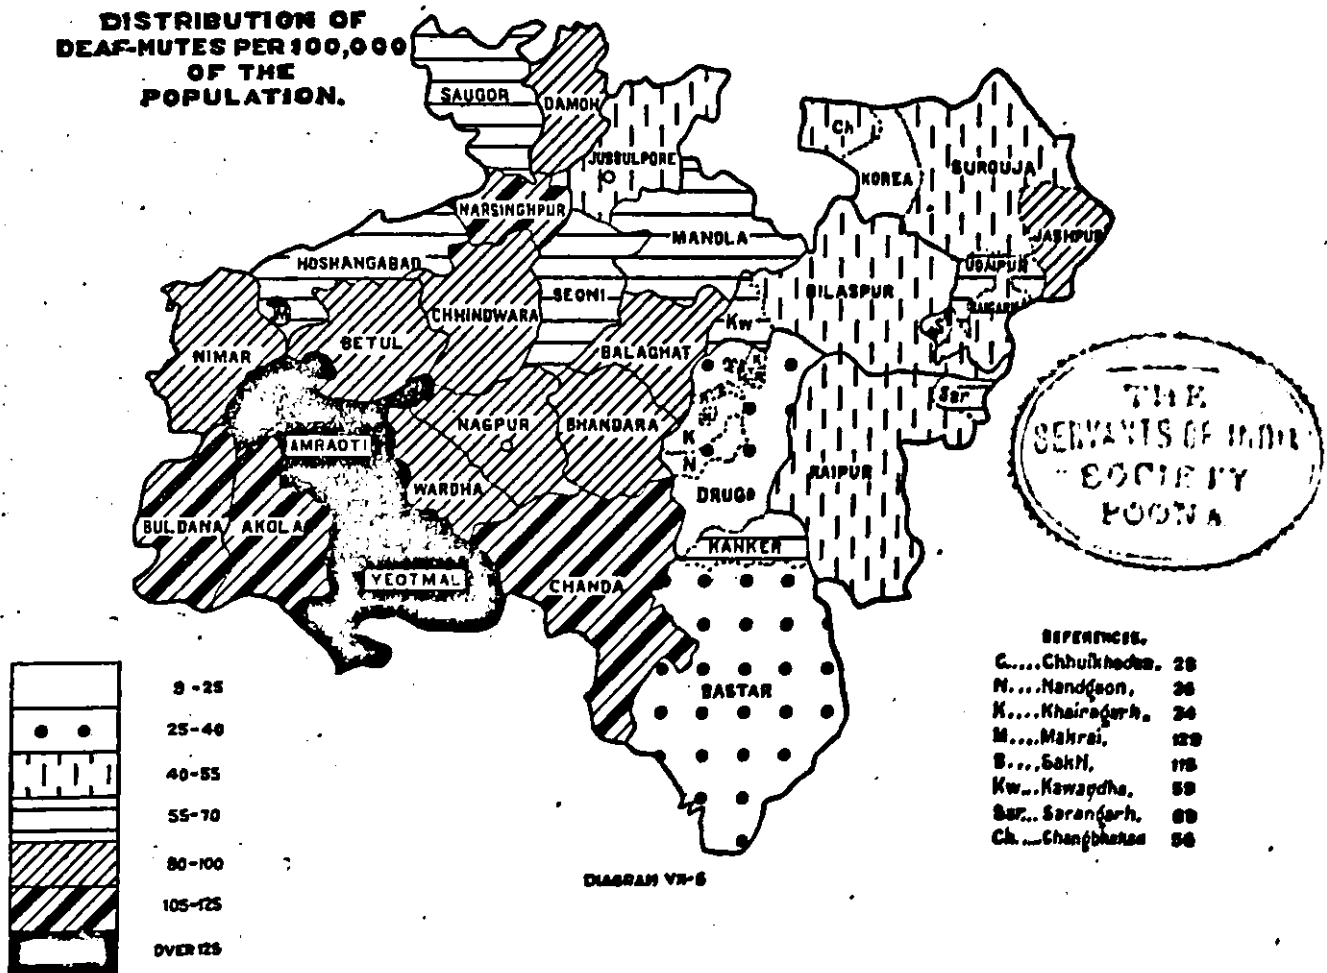 DISTRIBUTION OF
DEAF-MUTES PER 100,000
OF THE
POPULATION.
SAUGOR
DAMOH
JUBBULPORE
Ch
KOREA
SURGUJA
JASHPUR
UDAIPUR
NARSINGHPUR
MANDLA
HOSHANGABAD
SEONI
BILASPUR
M
CHHINDWARA
Kw
NIMAR
BETUL
BALAGHAT
Sar
AMRAOTI
NAGPUR
BHANDARA
K
N
RAIPUR
WARDHA
DRUG
BULDANA
AKOLA
KANKER
YEOTMAL
CHANDA
BASTAR
THE
SERVANTS OF INDIA
SOCIETY
POONA
9-25
25-40
40-55
55-70
80-100
105-125
OVER 125
REFERENCES.
C.....Chhuikhadan. 28
N....Nandgaon. 36
K....Khairagarh. 34
M....Makrai. 129
S....Sakti.
Kw...Kawardha. 59
Sar... Sarangarh.
Ch....Changbhakar 56
DIAGRAM VII-6